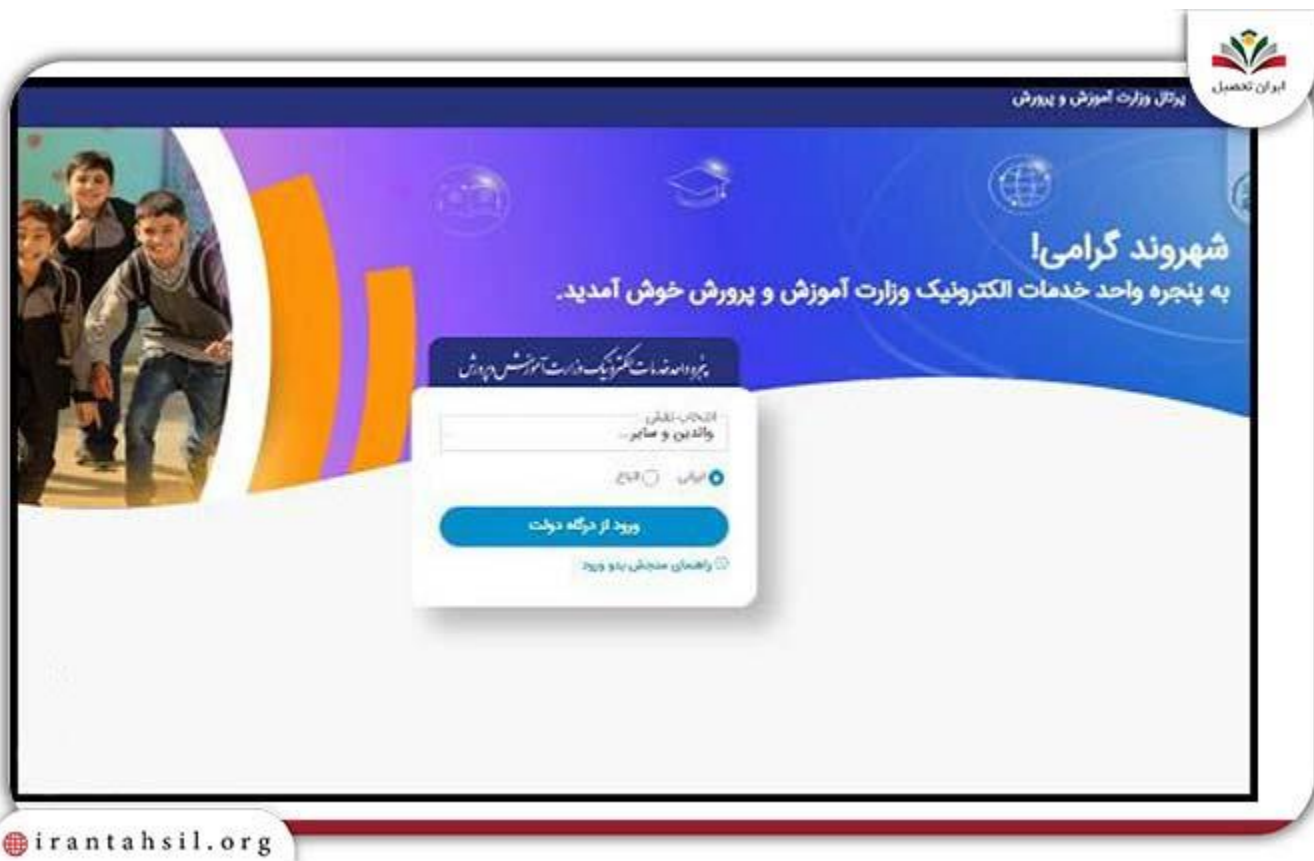 ایران تحصیل
پرتال وزارت آموزش و پرورش
شهروند گرامی!
به پنجره واحد خدمات الکترونیک وزارت آموزش و پرورش خوش آمدید.
پنجره واحد خدمات الکترونیک وزارت آموزش و پرورش
انتخاب نقش
والدین و سایر ...
ایرانی
اتباع
ورود از درگاه دولت
راهنمای سنجش بدو ورود
irantahsil.org